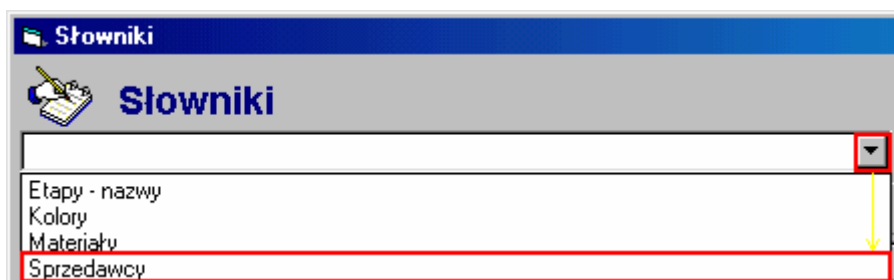 Słowniki
Słowniki
Etapy - nazwy
Kolory
Materiały
Sprzedawcy